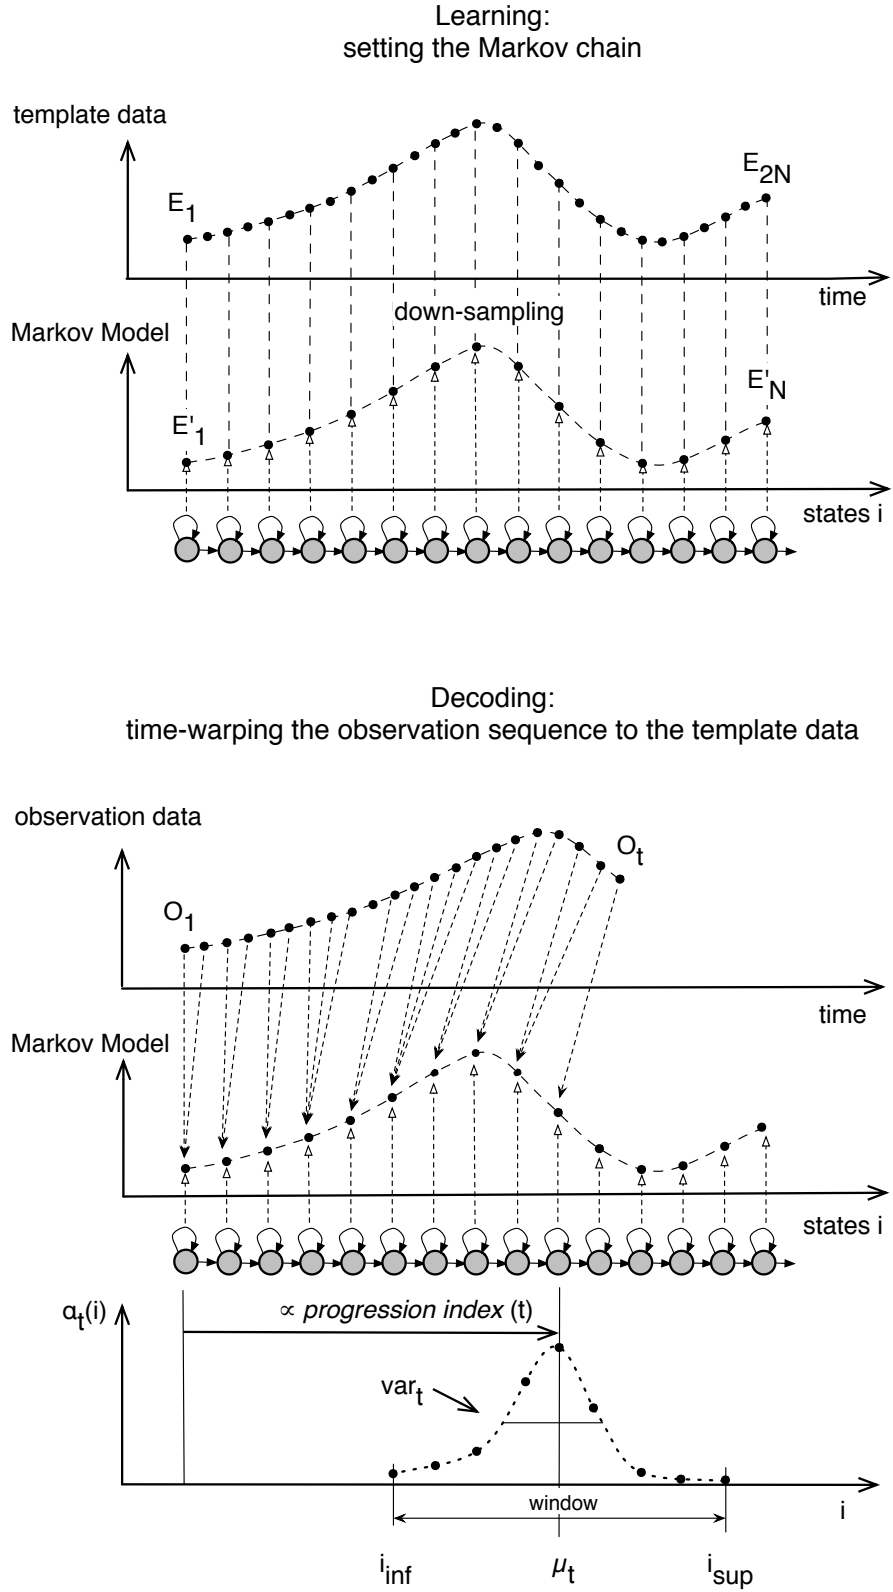 Learning:
setting the Markov chain
template data
E1
E2N
time
down-sampling
Markov Model
E'1
E'N
states i
Decoding:
time-warping the observation sequence to the template data
observation data
O1
Ot
time
Markov Model
states i
αt(i)
∝ progression index (t)
vart
window
i
iinf
μt
isup